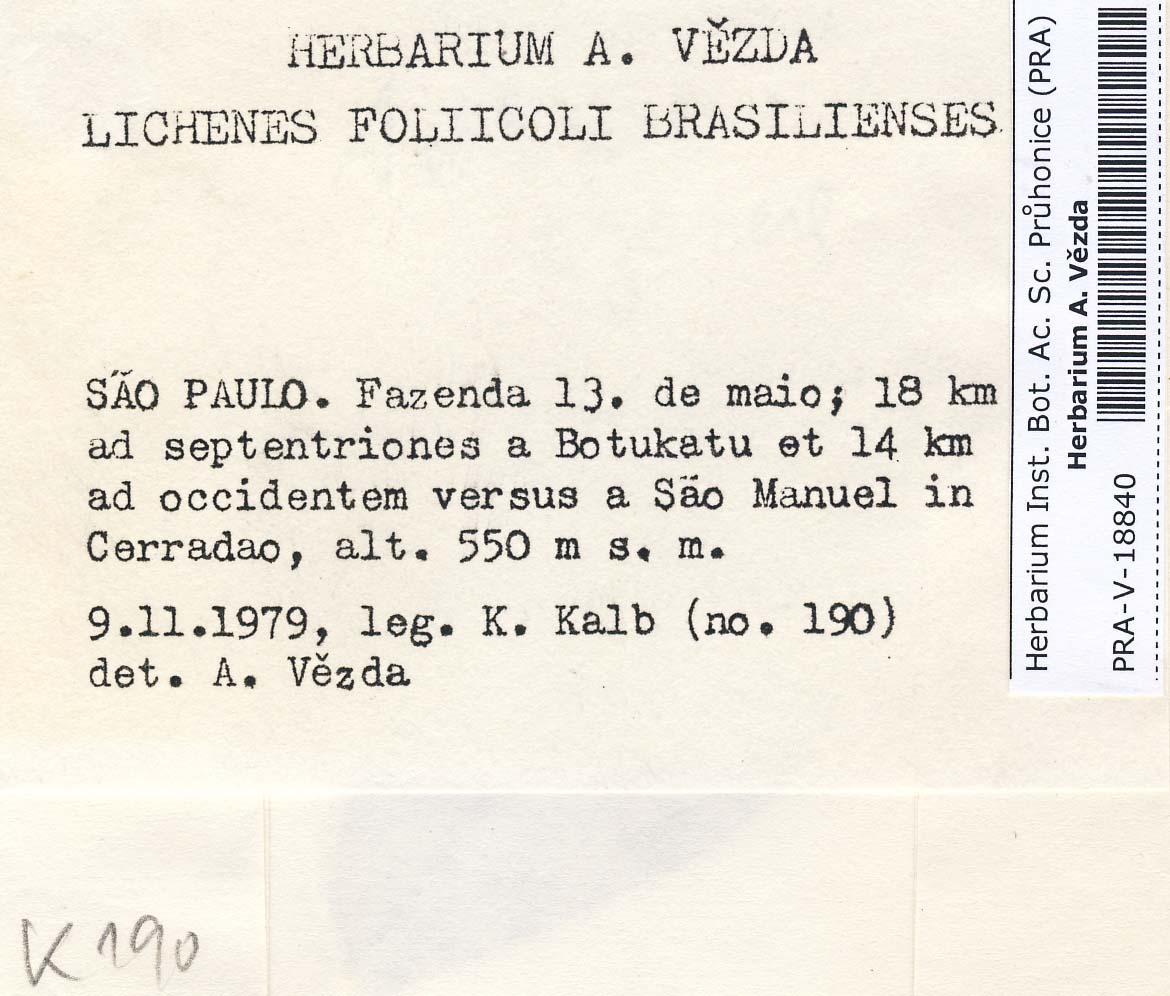 HERBARIUM A. VĚZDA
LICHENES FOLIICOLI BRASILIENSES
SÃO PAULO. Fazenda 13. de maio; 18 km
ad septentriones a Botukatu et 14 km
ad occidentem versus a São Manuel in
Cerradao, alt. 550 m s. m.
9.11.1979, leg. K. Kalb (no. 190)
det. A. Vězda
K 190
Herbarium Inst. Bot. Ac. Sc. Průhonice (PRA)
Herbarium A. Vězda
PRA-V-18840